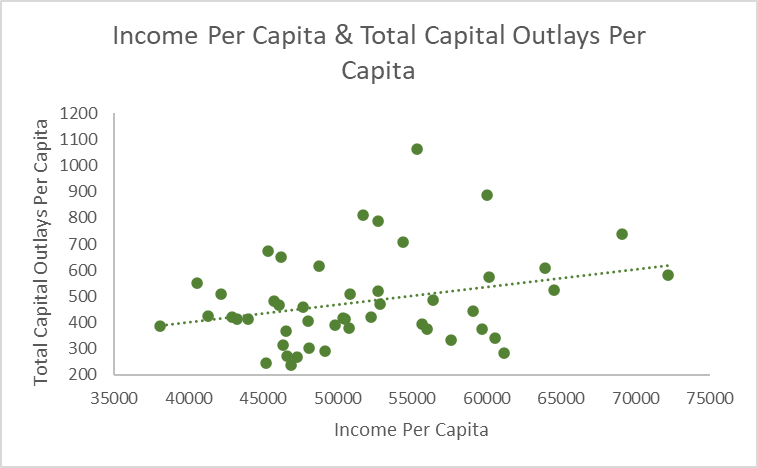 Income Per Capita & Total Capital Outlays Per
Capita
Total Capital Outlays Per Capita
1200
1100
1000
900
800
700
600
500
400
300
200
35000 40000 45000 50000 55000 60000 65000 70000 75000
Income Per Capita